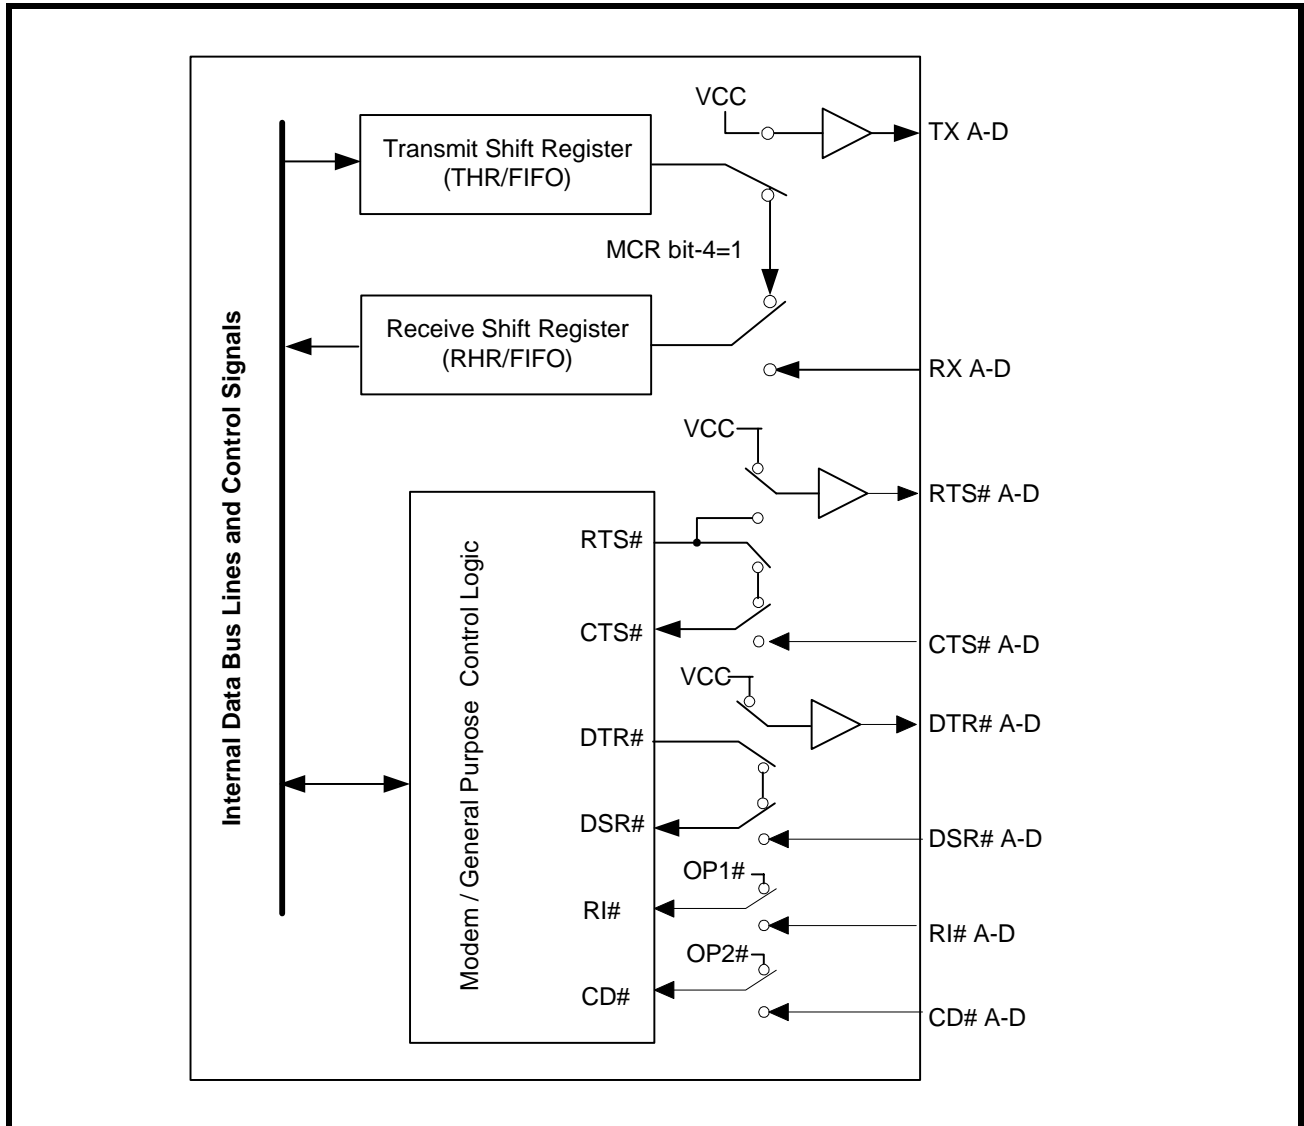 VCC
TX A-D
Transmit Shift Register
(THR/FIFO)
MCR bit-4=1
Receive Shift Register
(RHR/FIFO)
RX A-D
Internal Data Bus Lines and Control Signals
VCC
RTS# A-D
Modem / General Purpose Control Logic
RTS#
CTS#
CTS# A-D
VCC
DTR# A-D
DTR#
DSR#
DSR# A-D
OP1#
RI#
RI# A-D
OP2#
CD#
CD# A-D